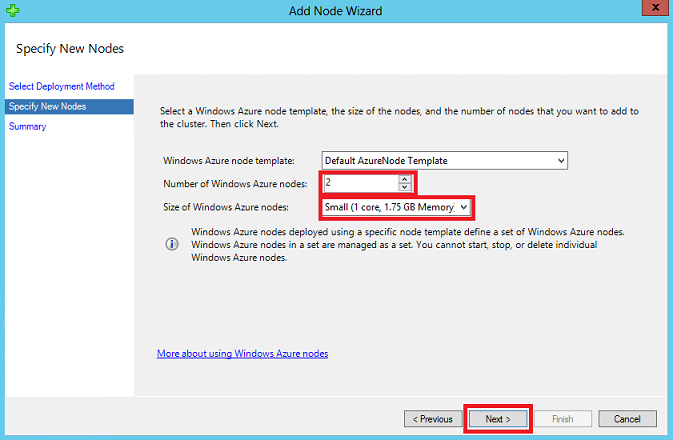 Add Node Wizard
x
Specify New Nodes
Select Deployment Method
Specify New Nodes
Summary
Select a Windows Azure node template, the size of the nodes, and the number of nodes that you want to add to
the cluster. Then click Next.
Windows Azure node template: Default AzureNode Template
Number of Windows Azure nodes: 2
Size of Windows Azure nodes: Small (1 core, 1.75 GB Memory)
Windows Azure nodes deployed using a specific node template define a set of Windows Azure nodes.
Windows Azure nodes in a set are managed as a set. You cannot start, stop, or delete individual
Windows Azure nodes.
More about using Windows Azure nodes
< Previous Next > Finish Cancel